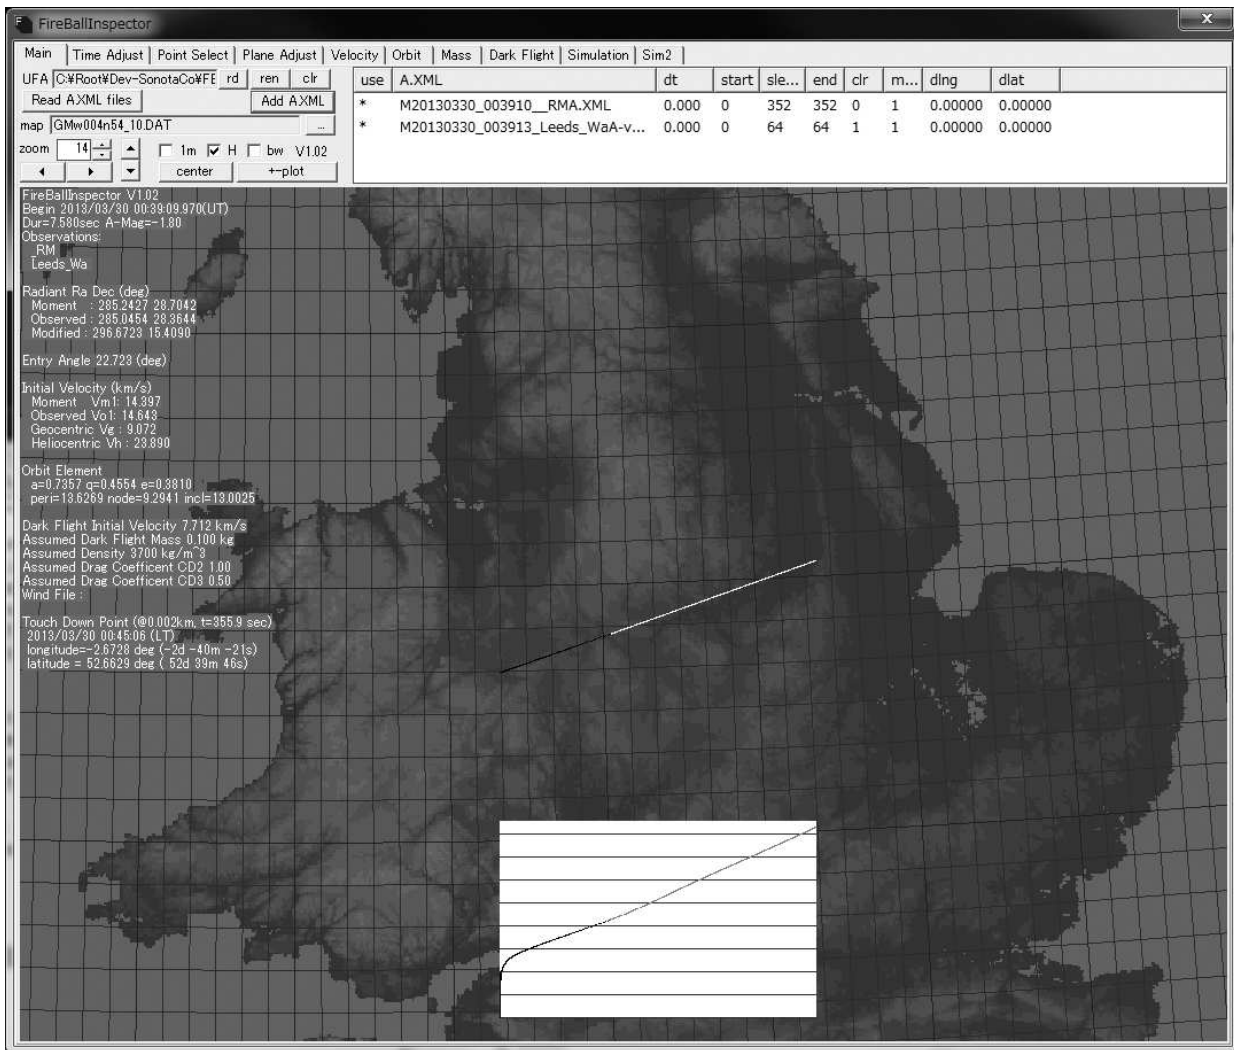 FireBallInspector
Main Time Adjust Point Select Plane Adjust Velocity Orbit Mass Dark Flight Simulation Sim2
UFA C:¥Root¥Dev-SonotaCo¥FE rd ren clr
Read AXML files Add AXML
map GMw004n54_10.DAT ...
zoom 14 1m H bw V1.02
center +-plot
use A.XML dt start sle... end clr m... dlng dlat
* M20130330_003910__RMA.XML 0.000 0 352 352 0 1 0.00000 0.00000
* M20130330_003913_Leeds_WaA-v... 0.000 0 64 64 1 1 0.00000 0.00000
FireBallInspector V1.02
Begin 2013/03/30 00:39:09.970(UT)
Dur=7.580sec A-Mag=-1.80
Observations:
_RM
Leeds_Wa
Radiant Ra Dec (deg)
Moment : 285.2427 28.7042
Observed : 285.0454 28.3644
Modified : 296.6723 15.4090
Entry Angle 22.723 (deg)
Initial Velocity (km/s)
Moment Vm1: 14.397
Observed Vo1: 14.643
Geocentric Vg : 9.072
Heliocentric Vh : 23.890
Orbit Element
a=0.7357 q=0.4554 e=0.3810
peri=13.6269 node=9.2941 incl=13.0025
Dark Flight Initial Velocity 7.712 km/s
Assumed Dark Flight Mass 0.100 kg
Assumed Density 3700 kg/m^3
Assumed Drag Coefficent CD2 1.00
Assumed Drag Coefficent CD3 0.50
Wind File :
Touch Down Point (@0.002km, t=355.9 sec)
2013/03/30 00:45:06 (LT)
longitude=-2.6728 deg (-2d -40m -21s)
latitude = 52.6629 deg ( 52d 39m 46s)